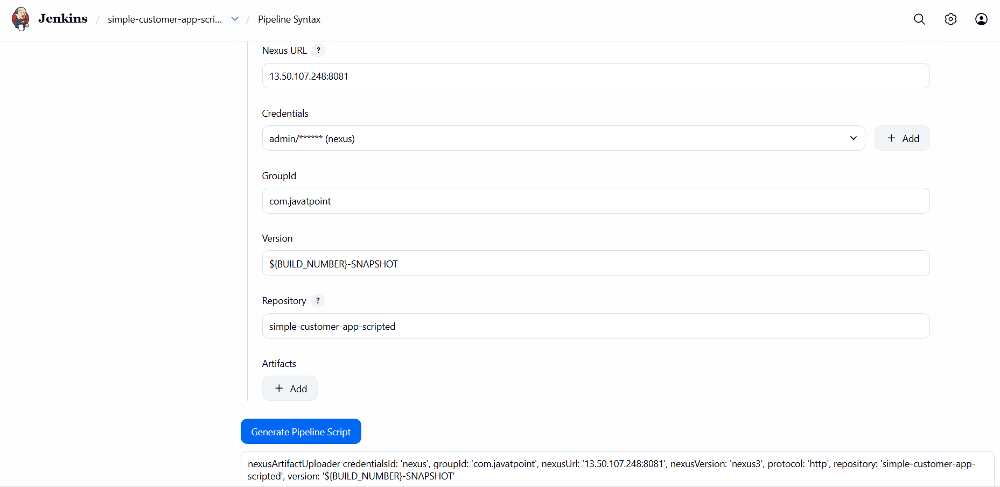 Jenkins / simple-customer-app-scri... / Pipeline Syntax
Nexus URL ?
13.50.107.248:8081
Credentials
admin/****** (nexus)
+ Add
GroupId
com.javatpoint
Version
${BUILD_NUMBER}-SNAPSHOT
Repository ?
simple-customer-app-scripted
Artifacts
+ Add
Generate Pipeline Script
nexusArtifactUploader credentialsId: 'nexus', groupId: 'com.javatpoint', nexusUrl: '13.50.107.248:8081', nexusVersion: 'nexus3', protocol: 'http', repository: 'simple-customer-app-
scripted', version: '${BUILD_NUMBER}-SNAPSHOT'